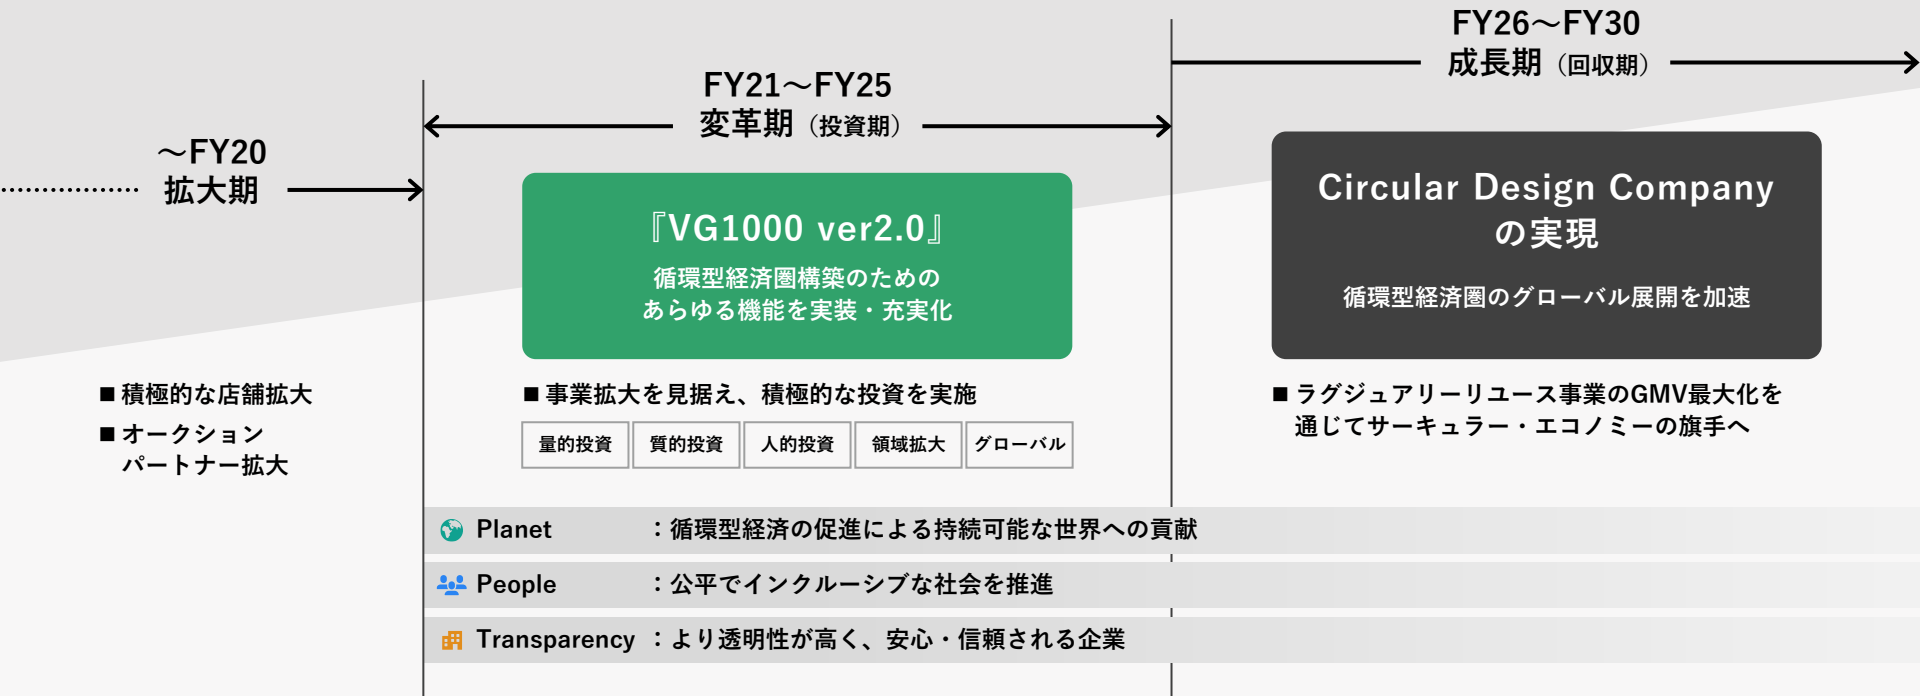 ～FY20
拡大期
■ 積極的な店舗拡大
■ オークション
パートナー拡大
FY21～FY25
変革期（投資期）
『VG1000 ver2.0』
循環型経済圏構築のための
あらゆる機能を実装・充実化
■ 事業拡大を見据え、積極的な投資を実施
量的投資
質的投資
人的投資
領域拡大
グローバル
FY26～FY30
成長期（回収期）
Circular Design Company
の実現
循環型経済圏のグローバル展開を加速
■ ラグジュアリーリユース事業のGMV最大化を
通じてサーキュラー・エコノミーの旗手へ
Planet ：循環型経済の促進による持続可能な世界への貢献
People ：公平でインクルーシブな社会を推進
Transparency ：より透明性が高く、安心・信頼される企業